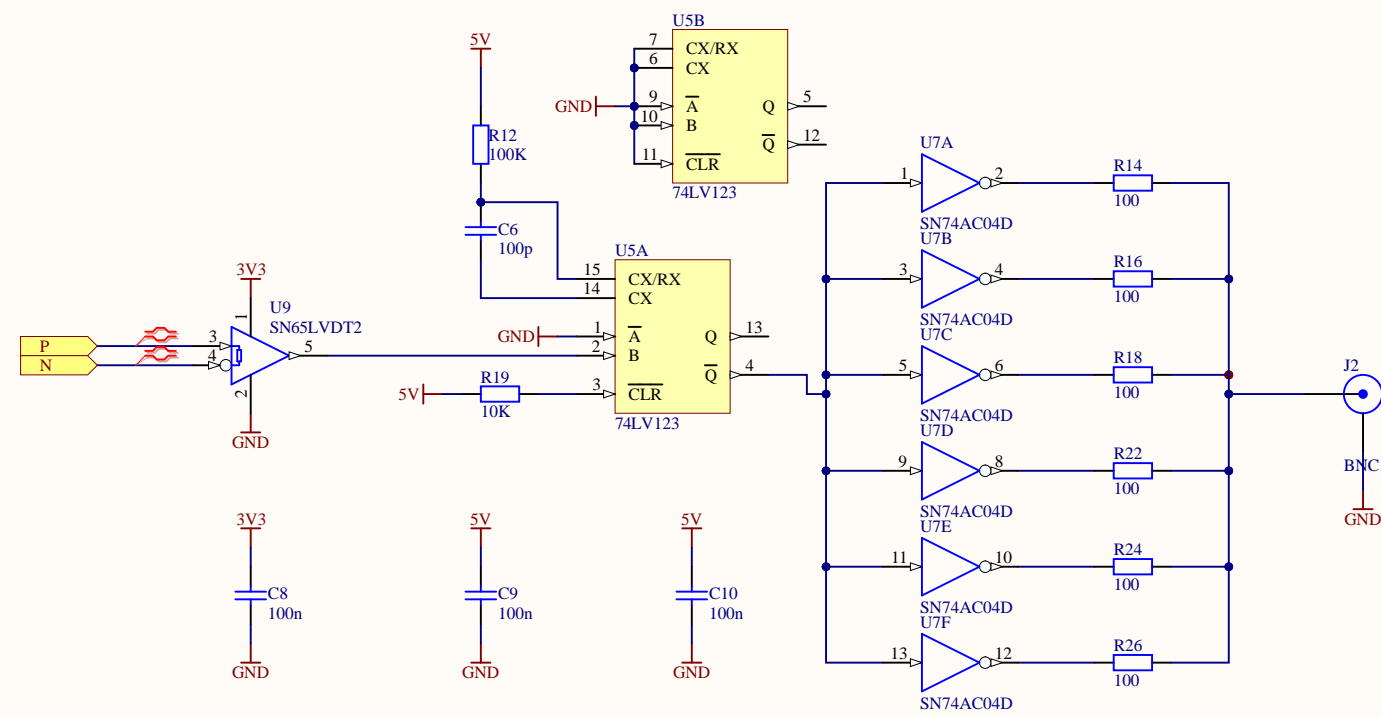 U5B
7 CX/RX
6 CX
GND 9 A Q 5
10 B
Q 12
11 CLR
74LV123
5V
R12
100K
C6
100p
U5A
15 CX/RX
14 CX
GND 1 A Q 13
2 B
Q 4
5V R19 3 CLR
10K
74LV123
3V3
1
U9
SN65LVDT2
P 3
N 4
5
2
GND
U7A
1 2
SN74AC04D
R14
100
U7B
3 4
SN74AC04D
R16
100
U7C
5 6
SN74AC04D
R18
100
U7D
9 8
SN74AC04D
R22
100
U7E
11 10
SN74AC04D
R24
100
U7F
13 12
SN74AC04D
R26
100
J2
BNC
GND
3V3
C8
100n
GND
5V
C9
100n
GND
5V
C10
100n
GND